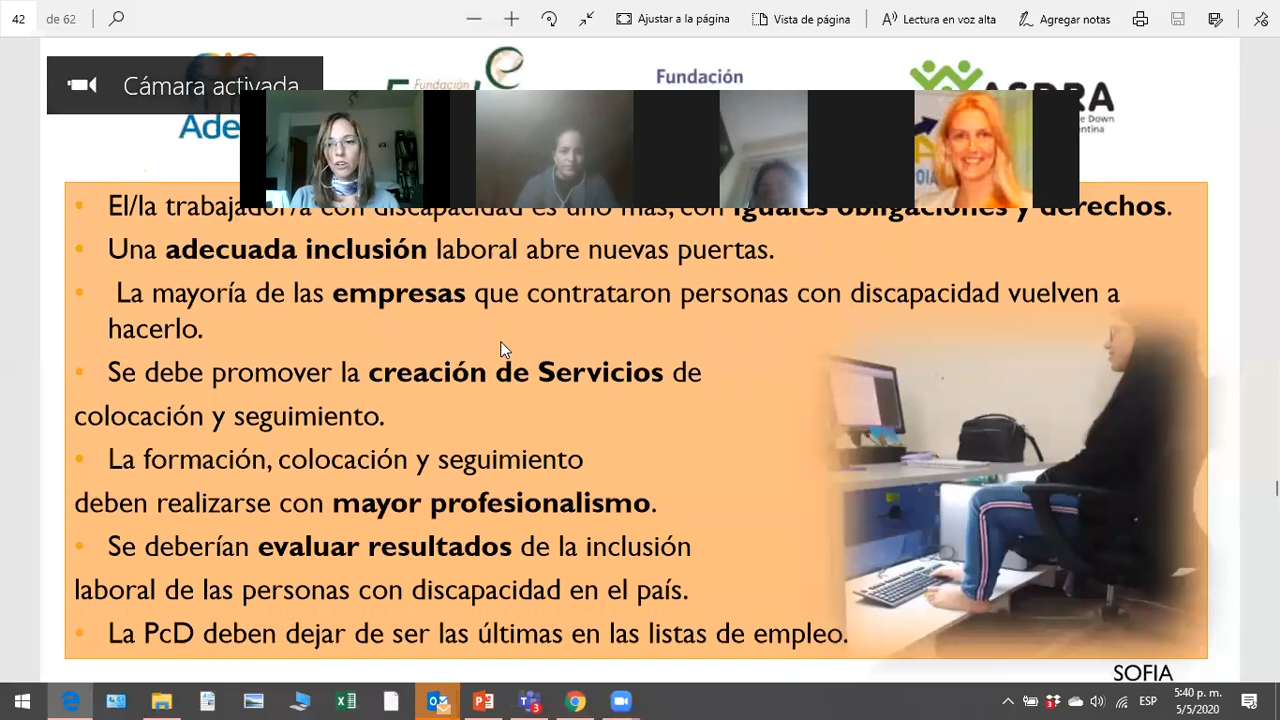 42 de 62 Ajustar a la página Vista de página Lectura en voz alta Agregar notas
Cámara activada
Fundación
Fundación
Ade
El/la trabajador/a con discapacidad es uno más, con iguales obligaciones y derechos.
• Una adecuada inclusión laboral abre nuevas puertas.
• La mayoría de las empresas que contrataron personas con discapacidad vuelven a
hacerlo.
• Se debe promover la creación de Servicios de
colocación y seguimiento.
• La formación, colocación y seguimiento
deben realizarse con mayor profesionalismo.
• Se deberían evaluar resultados de la inclusión
laboral de las personas con discapacidad en el país.
• La PcD deben dejar de ser las últimas en las listas de empleo.
SOFIA
ESP
5:40 p. m.
5/5/2020